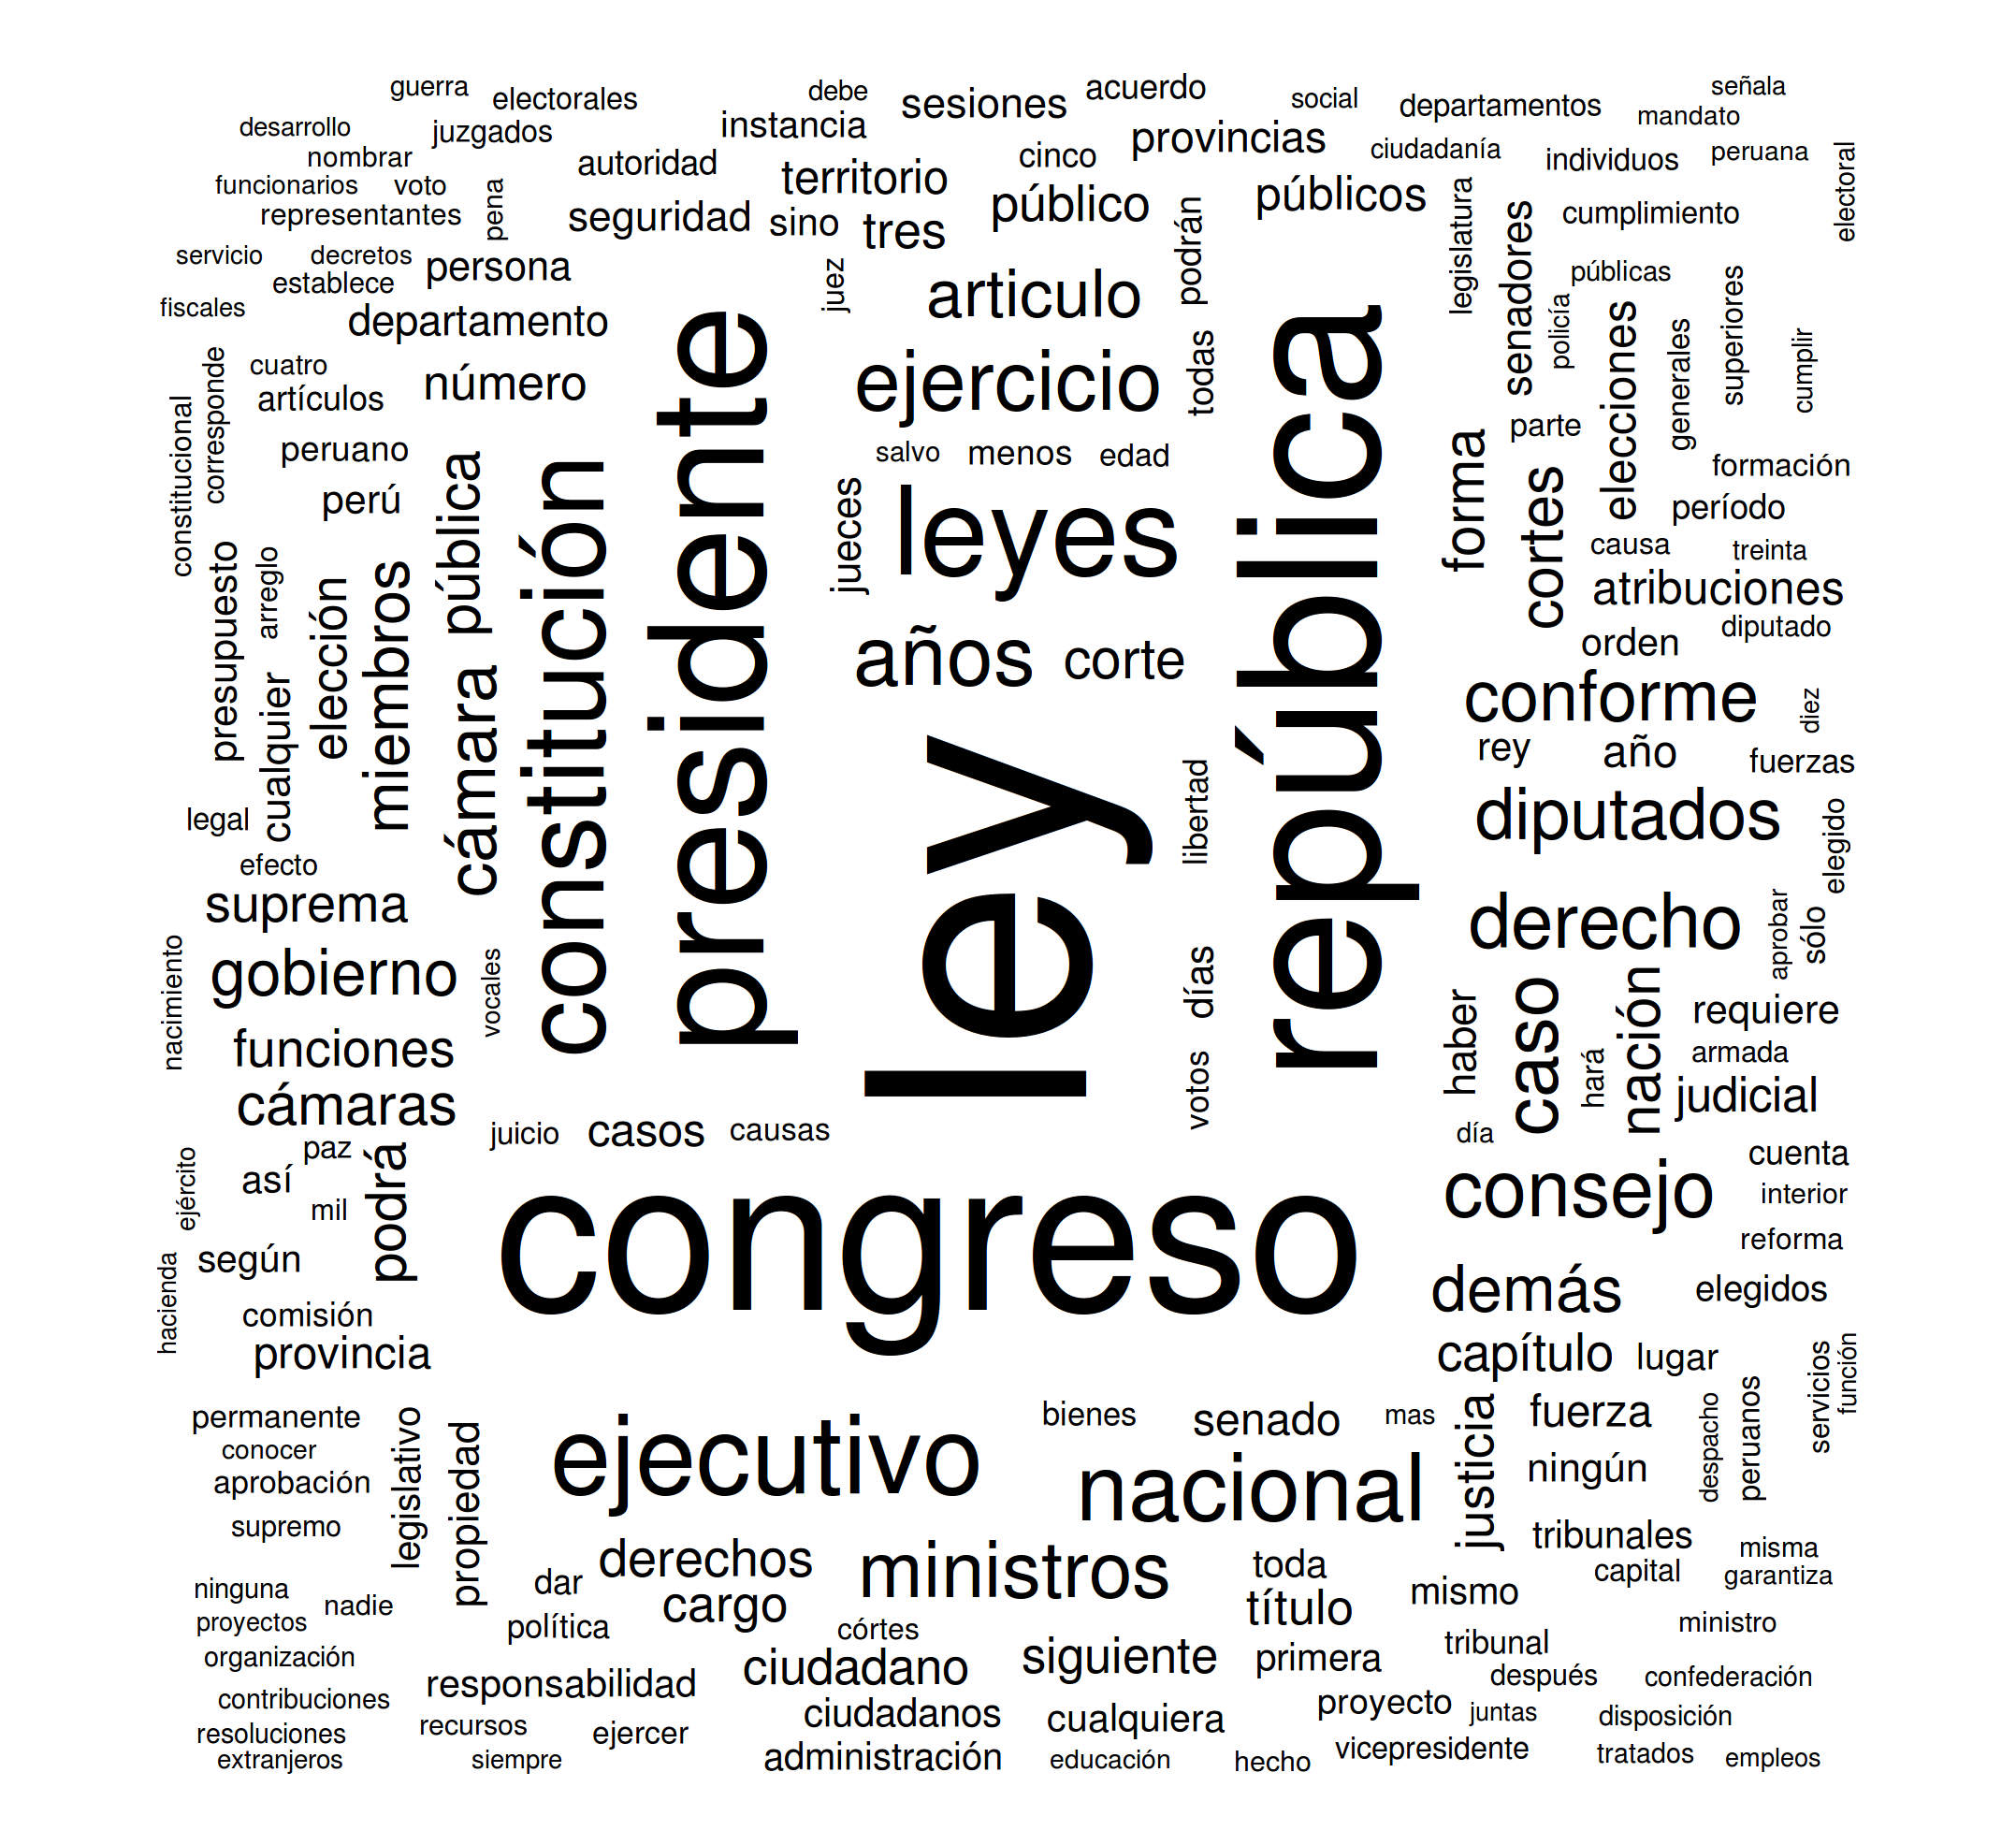 guerra
electorales
debe
sesiones
acuerdo
social
departamentos
señala
mandato
desarrollo
juzgados
instancia
provincias
nombrar
autoridad
cinco
ciudadanía
individuos
peruana
electoral
funcionarios
voto
pena
territorio
público
públicos
representantes
seguridad
sino
tres
podrán
legislatura
senadores
cumplimiento
servicio
decretos
establece
persona
juez
articulo
públicas
superiores
fiscales
departamento
presidente
república
policía
elecciones
generales
cumplir
corresponde
cuatro
artículos
número
ejercicio
todas
constitucional
peruano
pública
salvo
menos
edad
forma
parte
cortes
formación
perú
constitución
jueces
leyes
período
causa
treinta
presupuesto
arreglo
elección
miembros
atribuciones
diputado
orden
cualquier
cámara
años
corte
conforme
diez
rey
año
fuerzas
ley
libertad
legal
diputados
elegido
efecto
suprema
derecho
aprobar
sólo
nacimiento
gobierno
vocales
días
haber
caso
hará
nación
requiere
funciones
votos
armada
cámaras
judicial
juicio
casos
causas
día
paz
podrá
cuenta
ejército
así
mil
congreso
consejo
interior
hacienda
según
reforma
comisión
demás
elegidos
provincia
capítulo
lugar
servicios
función
permanente
legislativo
propiedad
bienes
senado
mas
justicia
fuerza
despacho
peruanos
conocer
aprobación
ejecutivo
nacional
ningún
supremo
derechos
ministros
toda
tribunales
misma
capital
garantiza
ninguna
nadie
dar
cargo
título
mismo
proyectos
política
córtes
ministro
organización
ciudadano
siguiente
primera
tribunal
responsabilidad
después
confederación
contribuciones
ciudadanos
cualquiera
proyecto
juntas
disposición
resoluciones
recursos
ejercer
extranjeros
siempre
administración
educación
hecho
vicepresidente
tratados
empleos